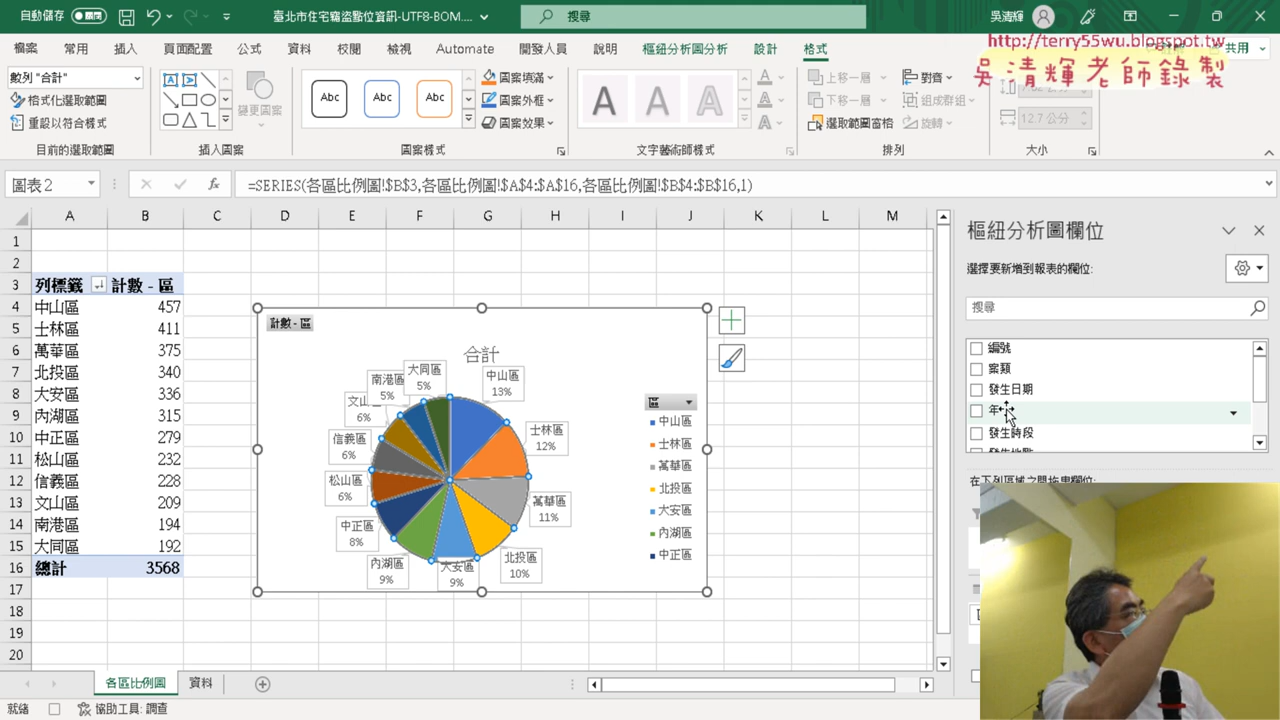 自動儲存
臺北市住宅竊盜點位資訊-UTF8-BOM....
搜尋
吳清輝
http://terry55wu.blogspot.tw
吳清輝老師錄製
檔案 常用 插入 頁面配置 公式 資料 校閱 檢視 Automate 開發人員 說明 樞紐分析圖分析 設計 格式
共用
數列 "合計"
格式化選取範圍
重設以符合樣式
目前的選取範圍
變更圖案
插入圖案
Abc Abc Abc
圖案填滿
圖案外框
圖案效果
圖案樣式
A A A
文字藝術師樣式
上移一層
下移一層
選取範圍窗格
對齊
組成群組
旋轉
排列
12.7 公分
大小
圖表2
fx
=SERIES(各區比例圖!$B$3,各區比例圖!$A$4:$A$16,各區比例圖!$B$4:$B$16,1)
A B C D E F G H I J K L M
1
2
3 列標籤 計數 - 區
4 中山區 457
5 士林區 411
6 萬華區 375
7 北投區 340
8 大安區 336
9 內湖區 315
10 中正區 279
11 松山區 232
12 信義區 228
13 文山區 209
14 南港區 194
15 大同區 192
16 總計 3568
17
18
19
20
計數 - 區
合計
中山區
13%
士林區
12%
萬華區
11%
北投區
10%
大安區
9%
內湖區
9%
中正區
8%
松山區
6%
信義區
6%
文山
6%
南港區
5%
大同區
5%
區
中山區
士林區
萬華區
北投區
大安區
內湖區
中正區
樞紐分析圖欄位
選擇要新增到報表的欄位:
搜尋
編號
案類
發生日期
年
發生時段
發生地點
在下列區域之間拖曳欄位:
各區比例圖 資料
就緒
協助工具: 調查